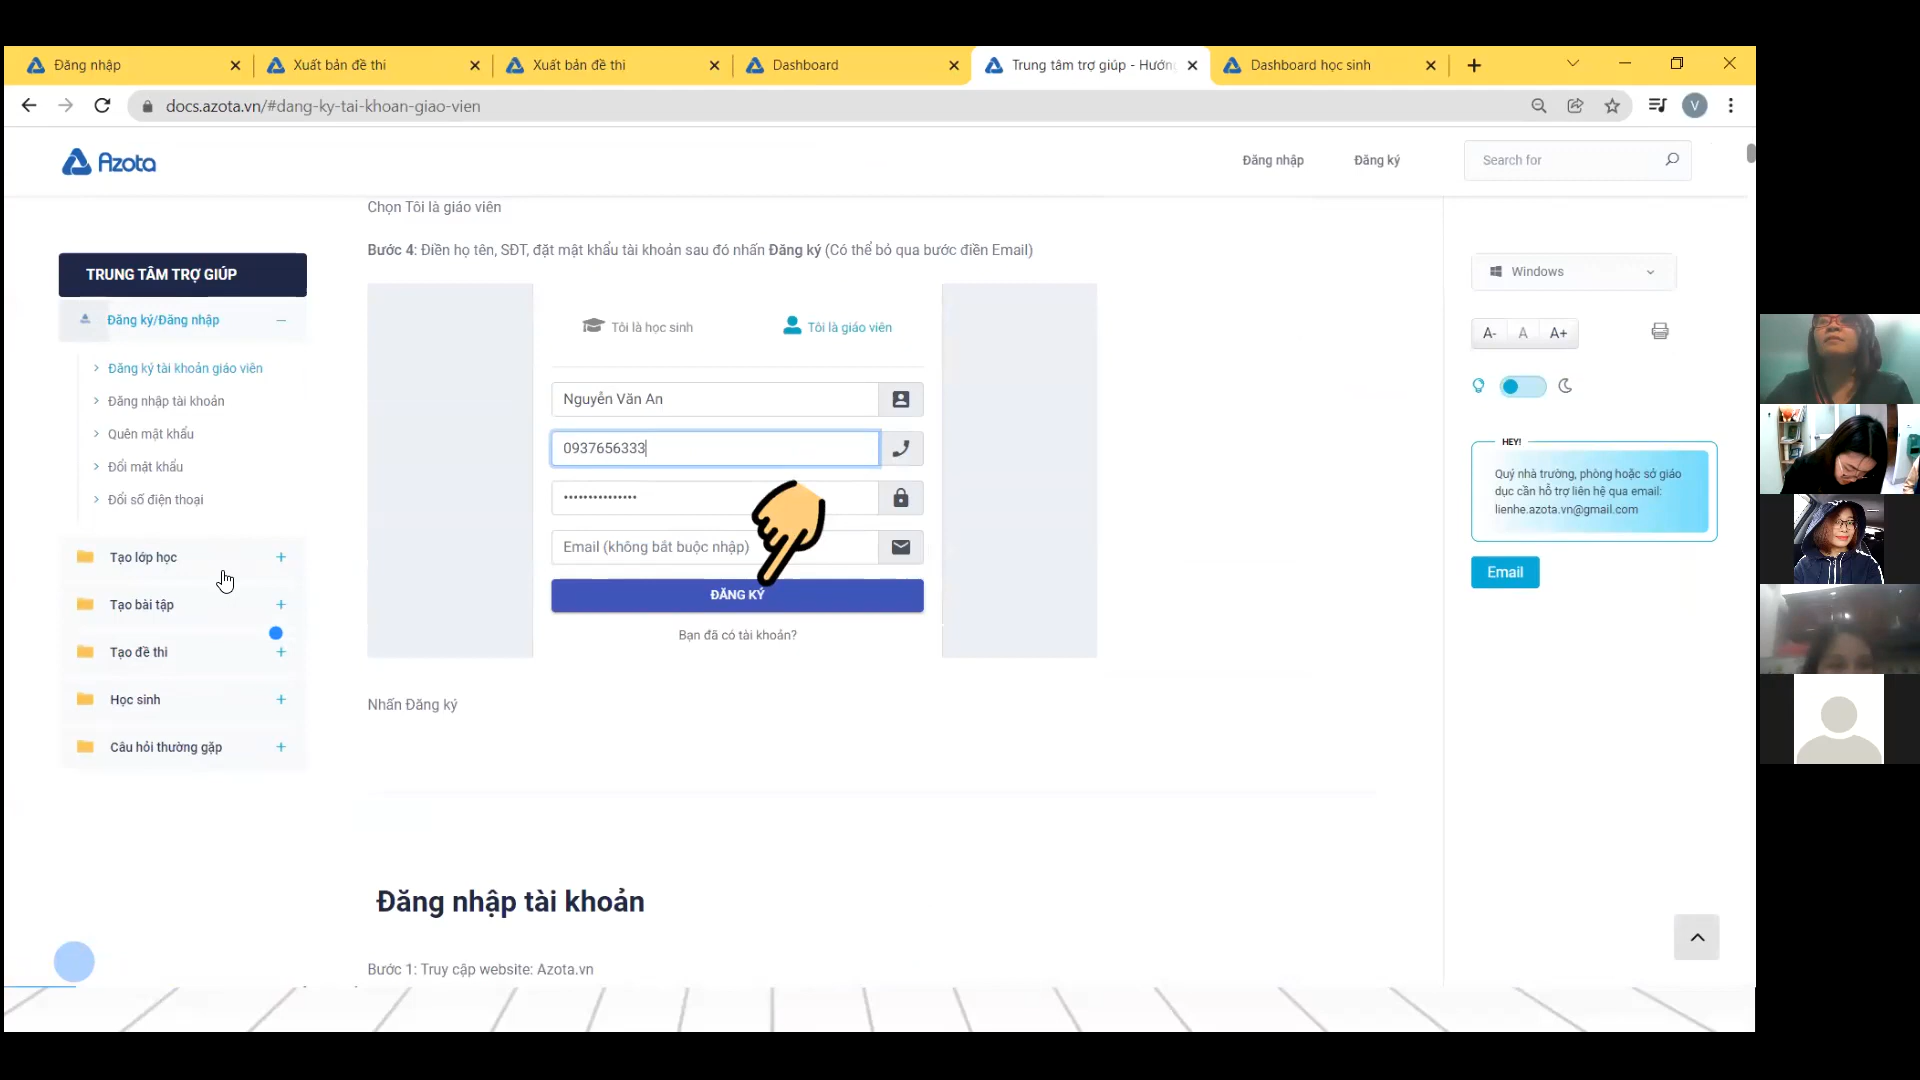 Đăng nhập
Xuất bản đề thi
Xuất bản đề thi
Dashboard
Trung tâm trợ giúp - Hướn
Dashboard học sinh
docs.azota.vn/#dang-ky-tai-khoan-giao-vien
V
Azota
Đăng nhập
Đăng ký
Search for
TRUNG TÂM TRỢ GIÚP
Đăng ký/Đăng nhập
Đăng ký tài khoản giáo viên
Đăng nhập tài khoản
Quên mật khẩu
Đổi mật khẩu
Đổi số điện thoại
Tạo lớp học
Tạo bài tập
Tạo đề thi
Học sinh
Câu hỏi thường gặp
Chọn Tôi là giáo viên
Bước 4: Điền họ tên, SĐT, đặt mật khẩu tài khoản sau đó nhấn Đăng ký (Có thể bỏ qua bước điền Email)
Tôi là học sinh
Tôi là giáo viên
Nguyễn Văn An
0937656333
Email (không bắt buộc nhập)
ĐĂNG KÝ
Bạn đã có tài khoản?
Nhấn Đăng ký
Đăng nhập tài khoản
Bước 1: Truy cập website: Azota.vn
Windows
A-
A
A+
HEY!
Quý nhà trường, phòng hoặc sở giáo
dục cần hỗ trợ liên hệ qua email:
lienhe.azota.vn@gmail.com
Email